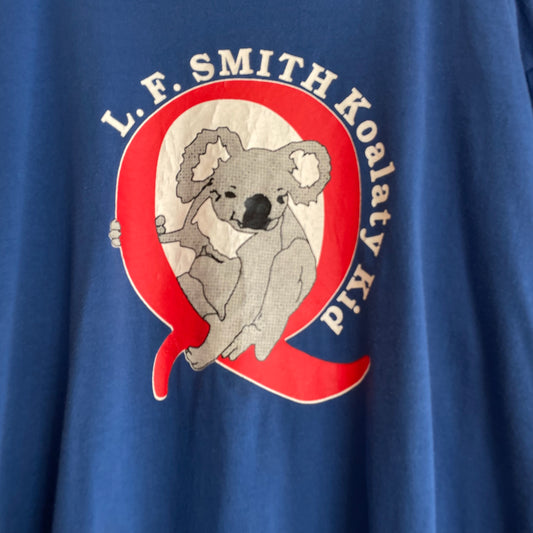 L. F. SMITH Koalaty Kid
Q